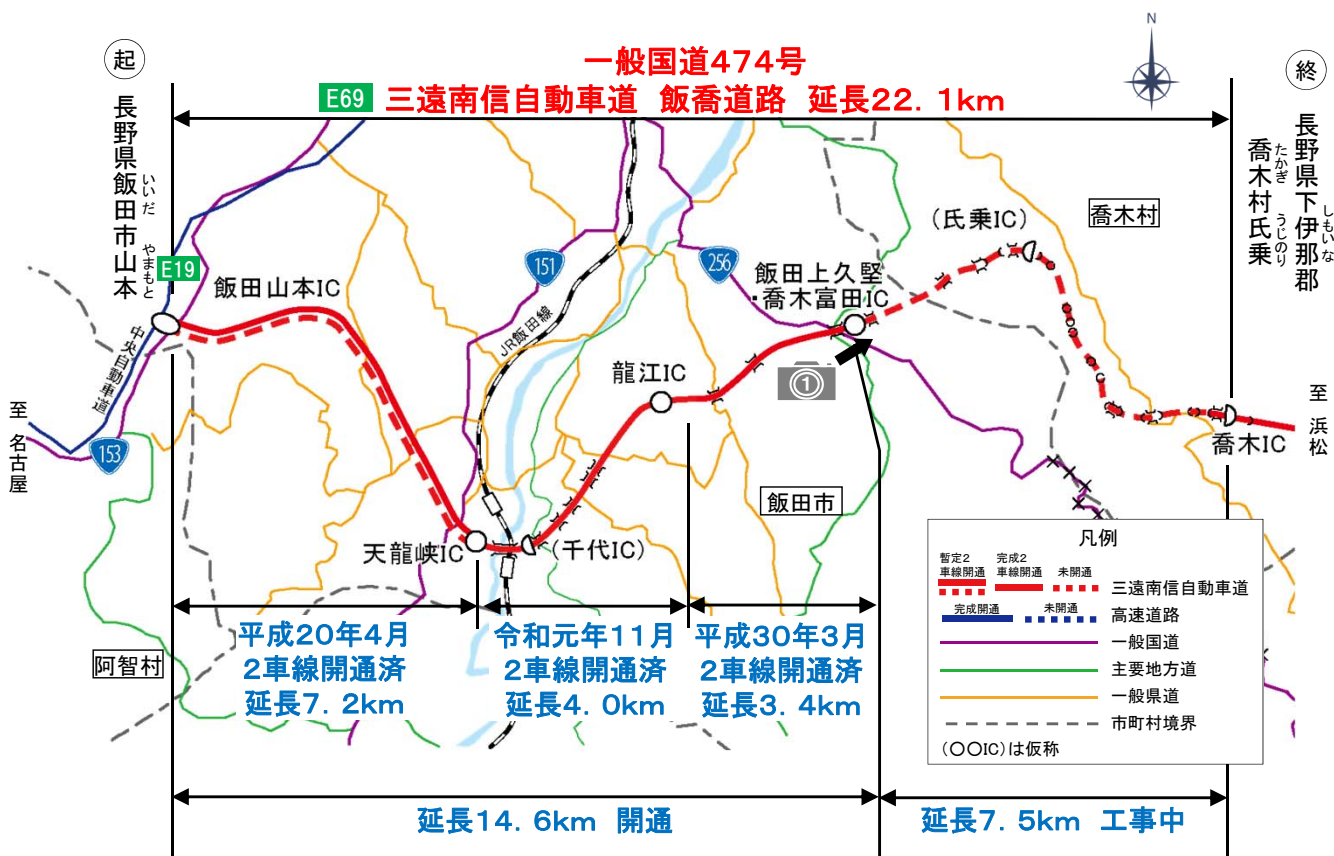 N
起
終
一般国道474号
E69 三遠南信自動車道 飯喬道路 延長22．1km
長野県飯田市山本
いいだ
やまもと
長野県下伊那郡
しもいな
喬木村氏乗
たかぎ
うじのり
喬木村
(氏乗IC)
E19
151
256
飯田山本IC
飯田上久堅
・喬木富田IC
JR飯田線
中央自動車道
龍江IC
①
至 名古屋
至 浜松
153
喬木IC
飯田市
天龍峡IC
(千代IC)
阿智村
平成20年4月
2車線開通済
延長7．2km
令和元年11月
2車線開通済
延長4．0km
平成30年3月
2車線開通済
延長3．4km
凡例
暫定2
車線開通
完成2
車線開通
未開通
三遠南信自動車道
完成開通
未開通
高速道路
一般国道
主要地方道
一般県道
市町村境界
(〇〇IC)は仮称
延長14．6km 開通
延長7．5km 工事中